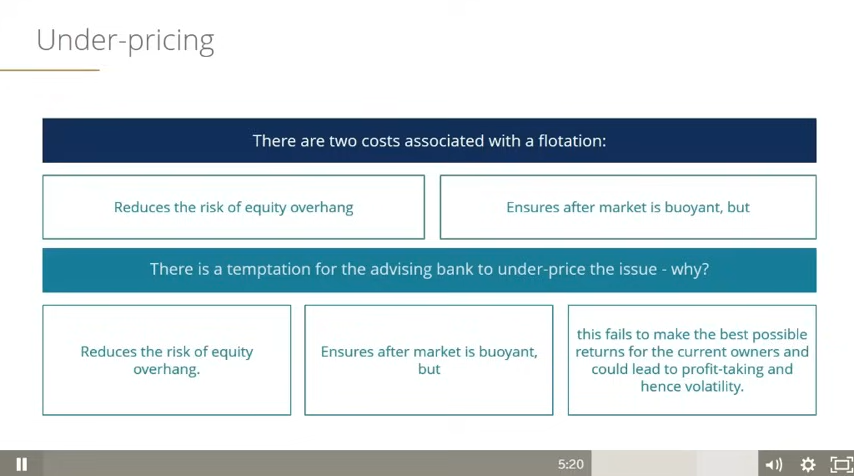 Under-pricing
There are two costs associated with a flotation:
Reduces the risk of equity overhang
Ensures after market is buoyant, but
There is a temptation for the advising bank to under-price the issue - why?
Reduces the risk of equity
overhang.
Ensures after market is buoyant,
but
this fails to make the best possible
returns for the current owners and
could lead to profit-taking and
hence volatility.
5:20